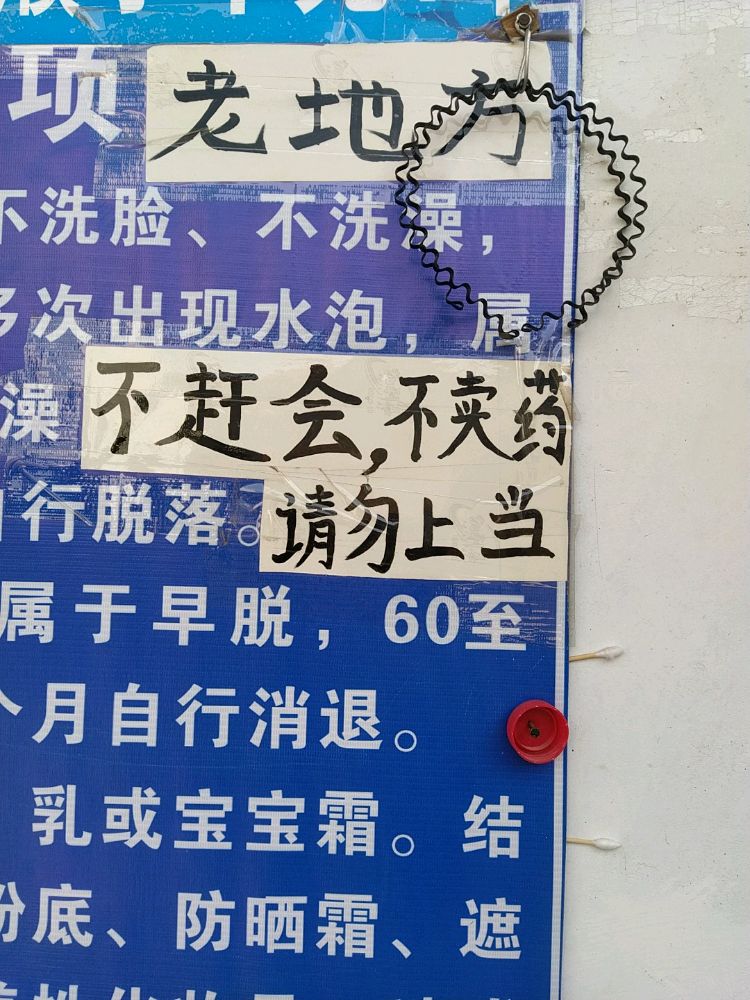 项
老地方
不洗脸、不洗澡，
多次出现水泡，属
澡
不赶会,不卖药
自行脱落。
请勿上当
属于早脱，60至
个月自行消退。
乳或宝宝霜。结
粉底、防晒霜、遮